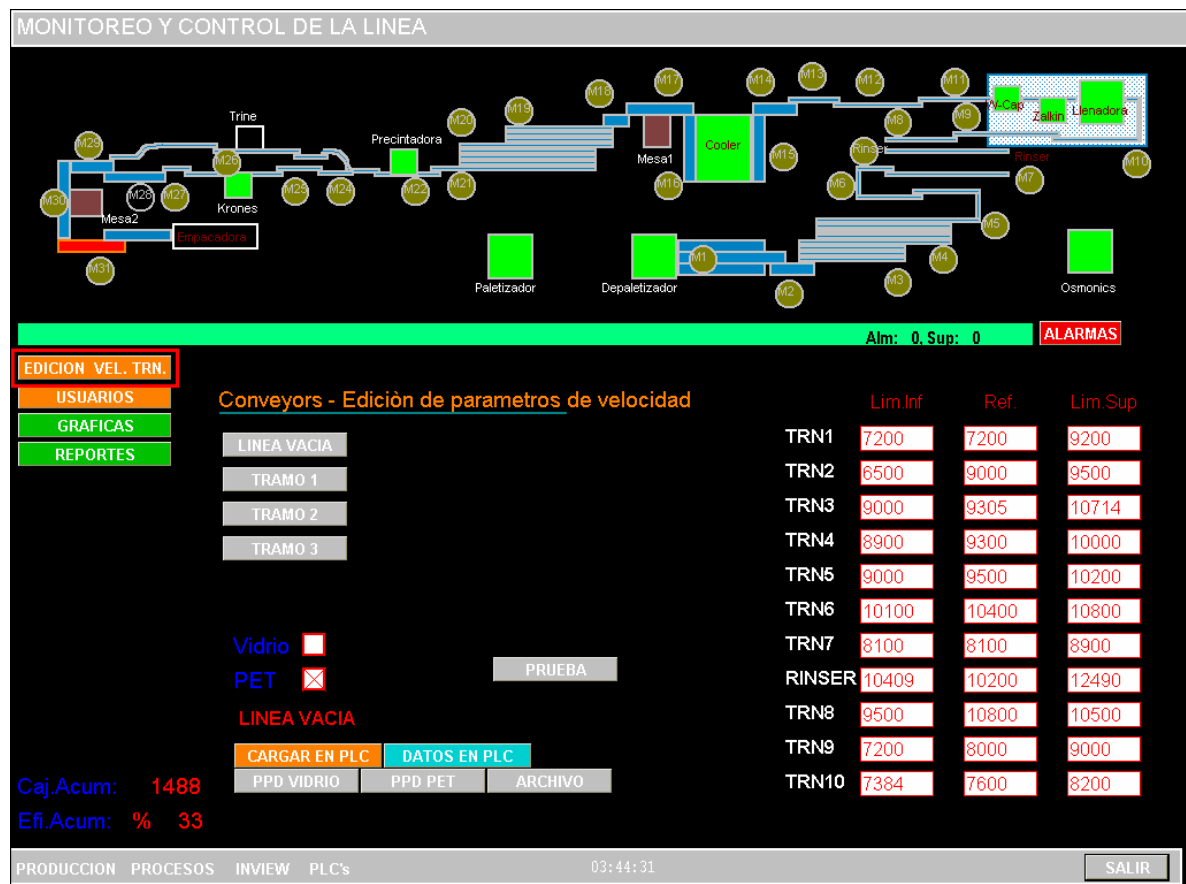 MONITOREO Y CONTROL DE LA LINEA
M17 M14 M13 M12 M11
M18
W-Cap
Zalkin
Llenadora
M19
M20
M8
M9
Trine
Precintadora
M29
M26
Mesa1
Cooler
Rinser
M15
Rinser
M10
M30
M28
M27
M25
M24
M22
M21
M16
M6
M7
Mesa2
Krones
Empacadora
M5
M31
M1
M4
M3
M2
Paletizador
Depaletizador
Osmonics
Alm: 0, Sup: 0
ALARMAS
EDICION VEL. TRN.
USUARIOS
GRAFICAS
REPORTES
Conveyors - Edición de parametros de velocidad
LINEA VACIA
TRAMO 1
TRAMO 2
TRAMO 3
Vidrio
PET
PRUEBA
LINEA VACIA
CARGAR EN PLC DATOS EN PLC
PPD VIDRIO PPD PET ARCHIVO
Caj.Acum: 1488
Efi.Acum: % 33
Lim.Inf Ref. Lim.Sup
TRN1 7200 7200 9200
TRN2 6500 9000 9500
TRN3 9000 9305 10714
TRN4 8900 9300 10000
TRN5 9000 9500 10200
TRN6 10100 10400 10800
TRN7 8100 8100 8900
RINSER 10409 10200 12490
TRN8 9500 10800 10500
TRN9 7200 8000 9000
TRN10 7384 7600 8200
PRODUCCION PROCESOS INVIEW PLC's 03:44:31 SALIR